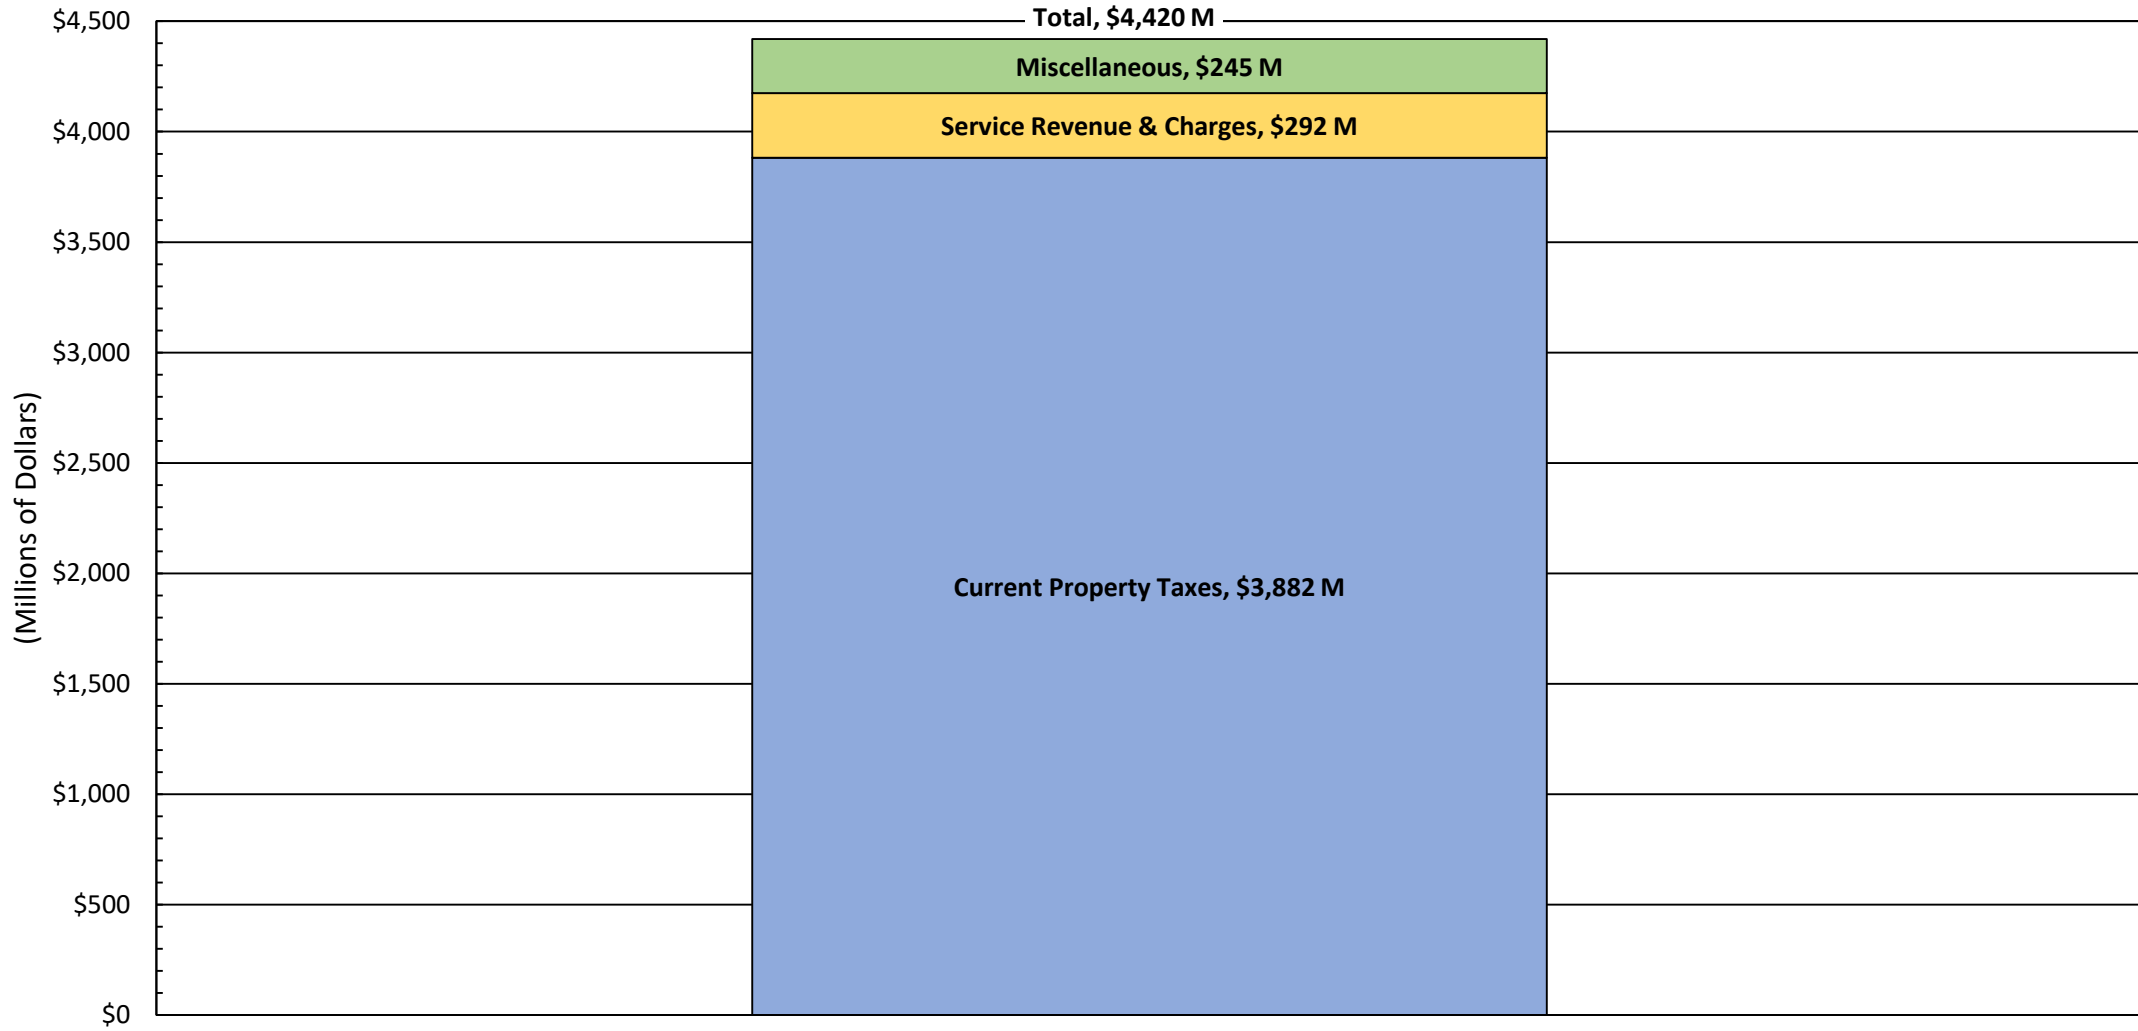 $4,500
Total, $4,420 M
Miscellaneous, $245 M
Service Revenue & Charges, $292 M
$4,000
$3,500
$3,000
(Millions of Dollars)
$2,500
$2,000
Current Property Taxes, $3,882 M
$1,500
$1,000
$500
$0